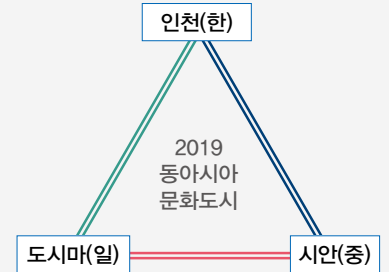 인천(한)
2019
동아시아
문화도시
도시마(일)
시안(중)